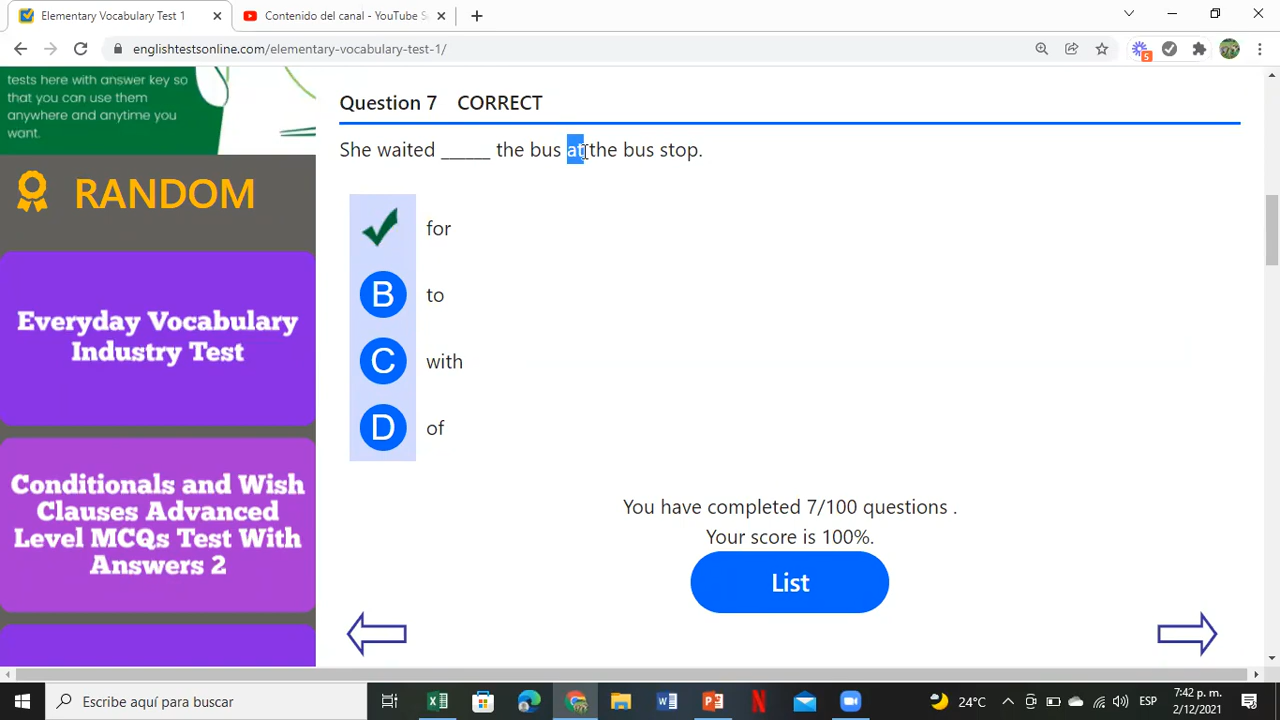 Elementary Vocabulary Test 1
Contenido del canal - YouTube S
englishtestsonline.com/elementary-vocabulary-test-1/
5
tests here with answer key so
that you can use them
anywhere and anytime you
want.
RANDOM
Everyday Vocabulary
Industry Test
Conditionals and Wish
Clauses Advanced
Level MCQs Test With
Answers 2
Question 7 CORRECT
She waited ______ the bus at the bus stop.
for
B to
C with
D of
You have completed 7/100 questions .
Your score is 100%.
List
Escribe aquí para buscar
24°C
ESP
7:42 p. m.
2/12/2021